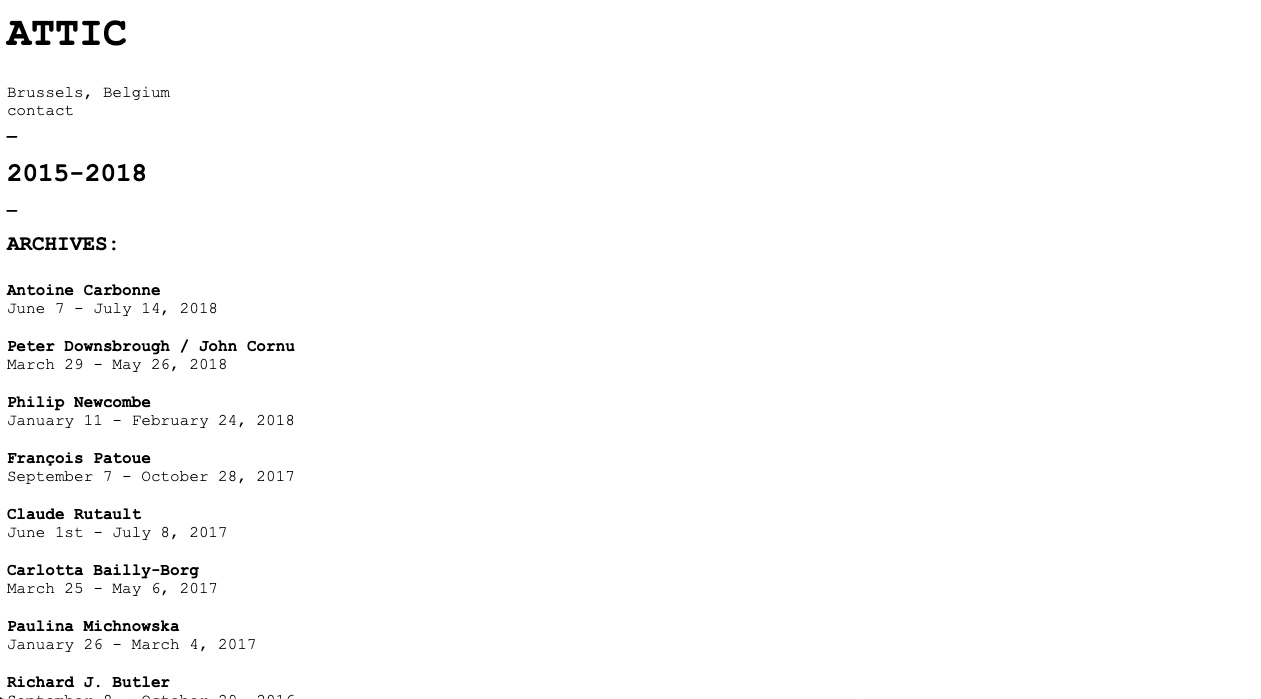 ATTIC
Brussels, Belgium
contact
—
2015-2018
—
ARCHIVES:
Antoine Carbonne
June 7 - July 14, 2018
Peter Downsbrough / John Cornu
March 29 - May 26, 2018
Philip Newcombe
January 11 - February 24, 2018
François Patoue
September 7 - October 28, 2017
Claude Rutault
June 1st - July 8, 2017
Carlotta Bailly-Borg
March 25 - May 6, 2017
Paulina Michnowska
January 26 - March 4, 2017
Richard J. Butler